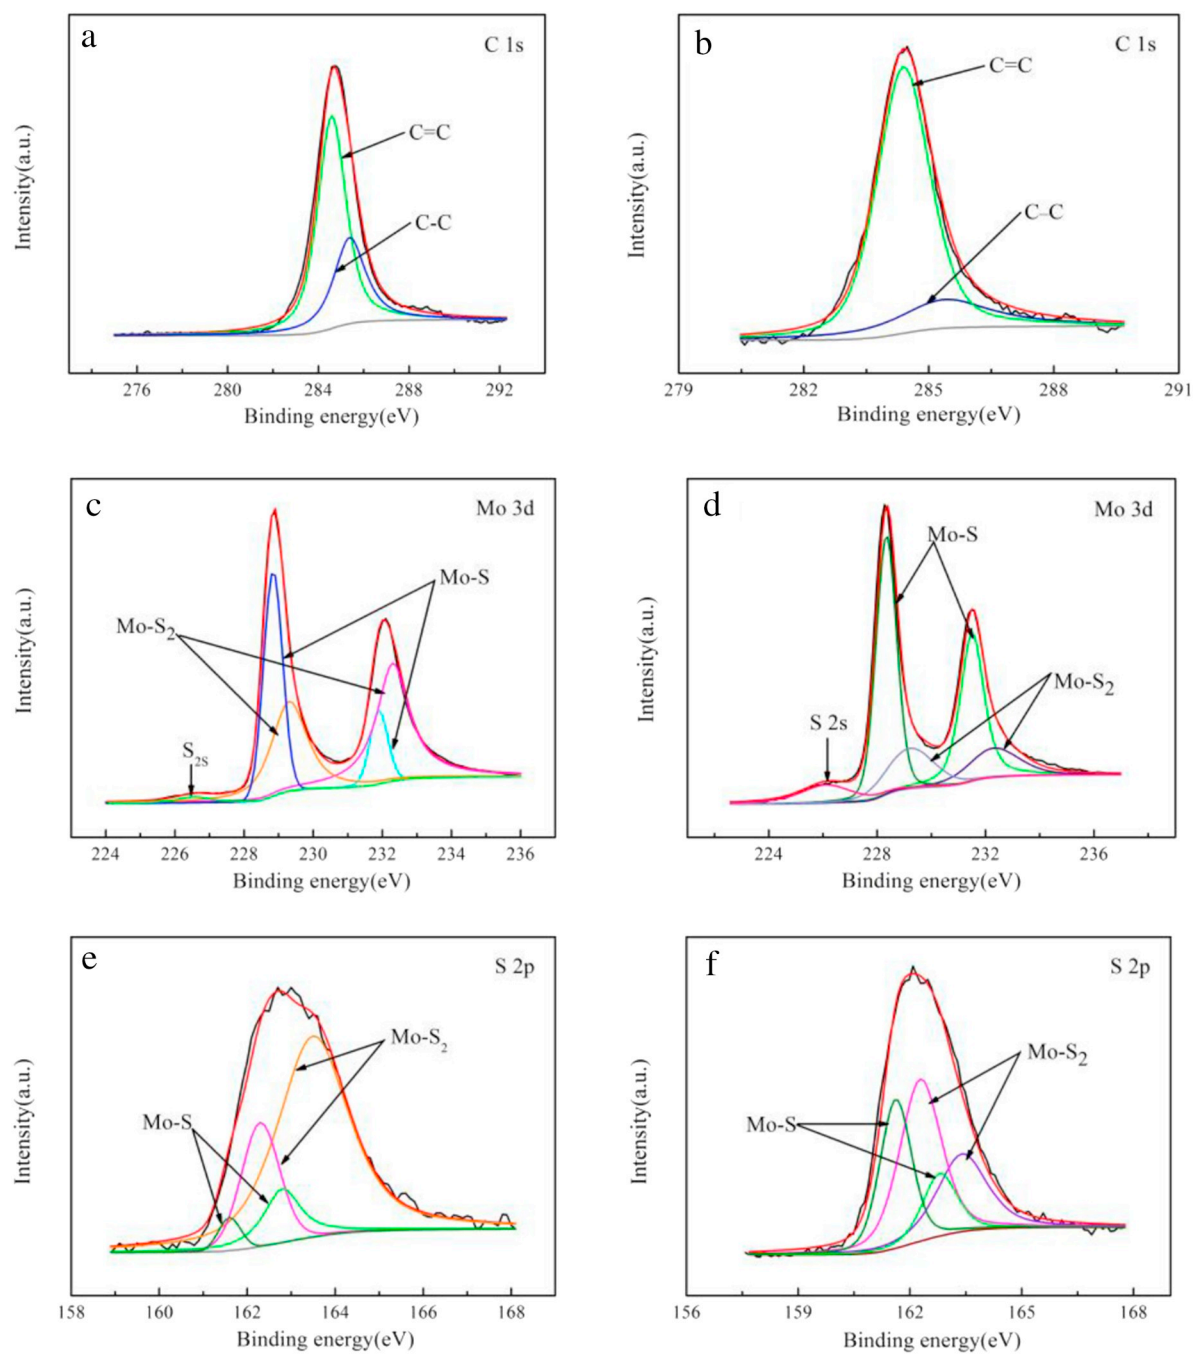 a
C 1s
C=C
C-C
Intensity(a.u.)
276 280 284 288 292
Binding energy(eV)
b
C 1s
C=C
C-C
Intensity(a.u.)
279 282 285 288 291
Binding energy(eV)
c
Mo 3d
Mo-S
Mo-S2
S2S
Intensity(a.u.)
224 226 228 230 232 234 236
Binding energy(eV)
d
Mo 3d
Mo-S
Mo-S2
S 2s
Intensity(a.u.)
224 228 232 236
Binding energy(eV)
e
S 2p
Mo-S2
Mo-S
Intensity(a.u.)
158 160 162 164 166 168
Binding energy(eV)
f
S 2p
Mo-S2
Mo-S
Intensity(a.u.)
156 159 162 165 168
Binding energy(eV)